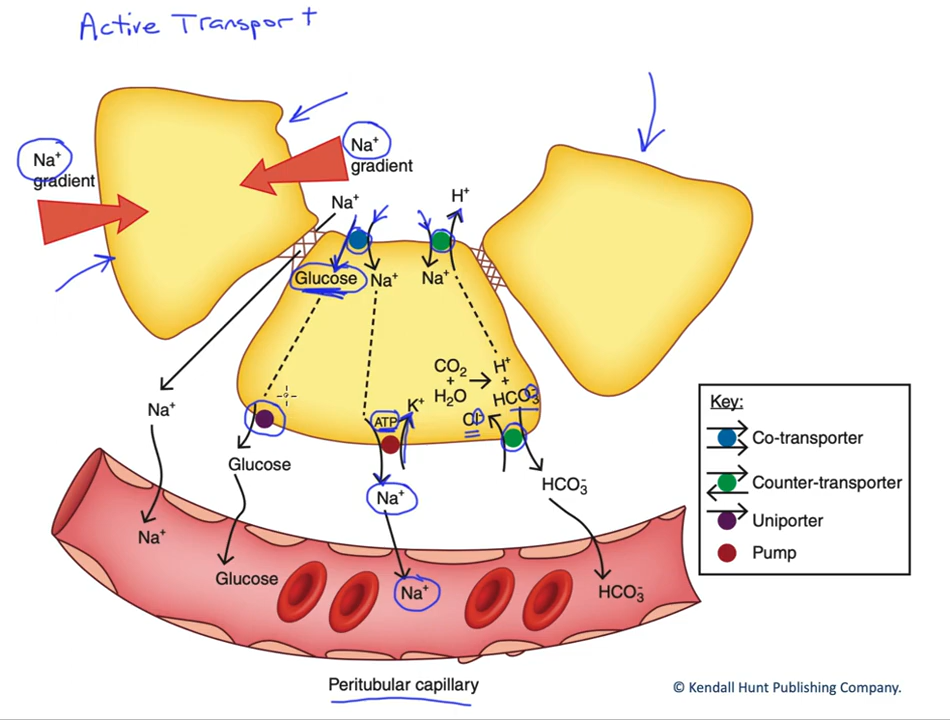 Active Transport
Na⁺
gradient
Na⁺
gradient
Na⁺
H⁺
Glucose
Na⁺
Na⁺
CO₂
+
H₂O
H⁺
+
HCO₃⁻
ATP
K⁺
Cl⁻
Na⁺
Glucose
Na⁺
HCO₃⁻
Na⁺
Glucose
Na⁺
HCO₃⁻
Peritubular capillary
Key:
Co-transporter
Counter-transporter
Uniporter
Pump
© Kendall Hunt Publishing Company.